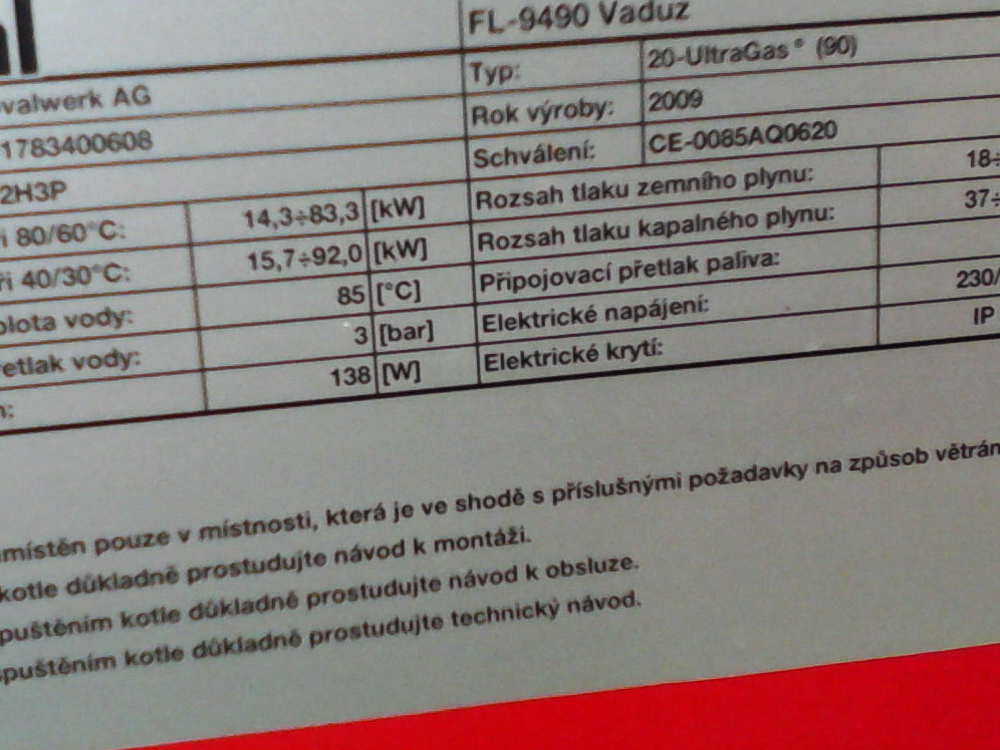 FL-9490 Vaduz
valwerk AG
Typ: 20-UltraGas® (90)
1783400608
Rok výroby: 2009
2H3P
Schválení: CE-0085AQ0620
80/60°C: 14,3÷83,3 [kW]
Rozsah tlaku zemního plynu: 18÷
40/30°C: 15,7÷92,0 [kW]
Rozsah tlaku kapalného plynu: 37÷
plota vody: 85 [°C]
Připojovací přetlak paliva:
etlak vody: 3 [bar]
Elektrické napájení: 230/
138 [W]
Elektrické krytí: IP
místěn pouze v místnosti, která je ve shodě s příslušnými požadavky na způsob větrán
kotle důkladně prostudujte návod k montáži.
puštěním kotle důkladně prostudujte návod k obsluze.
puštěním kotle důkladně prostudujte technický návod.